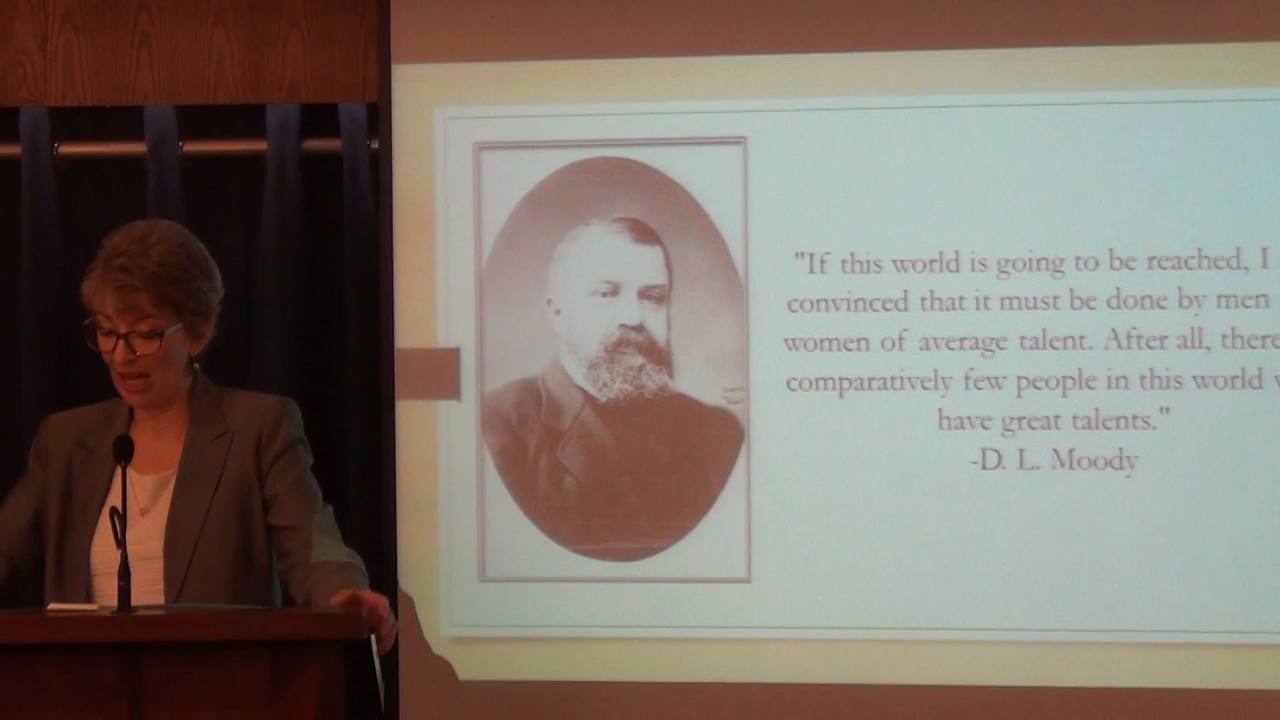 "If this world is going to be reached, I
convinced that it must be done by men
women of average talent. After all, there
comparatively few people in this world
have great talents."
-D. L. Moody